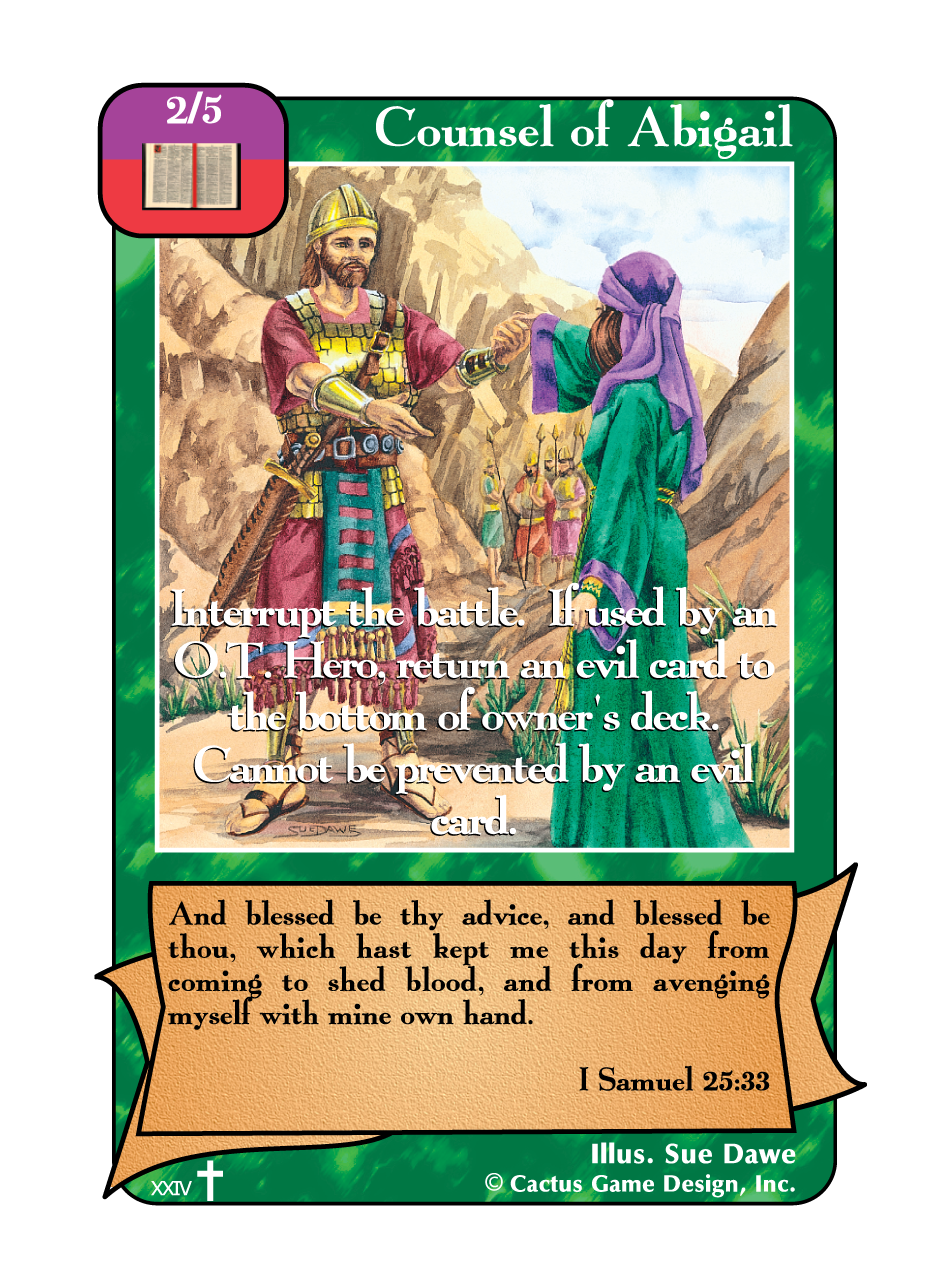 2/5
Counsel of Abigail
Interrupt the battle. If used by an
O.T. Hero, return an evil card to
the bottom of owner's deck.
Cannot be prevented by an evil
card.
SUE DAWE
And blessed be thy advice, and blessed be
thou, which hast kept me this day from
coming to shed blood, and from avenging
myself with mine own hand.
I Samuel 25:33
Illus. Sue Dawe
XXIV
© Cactus Game Design, Inc.